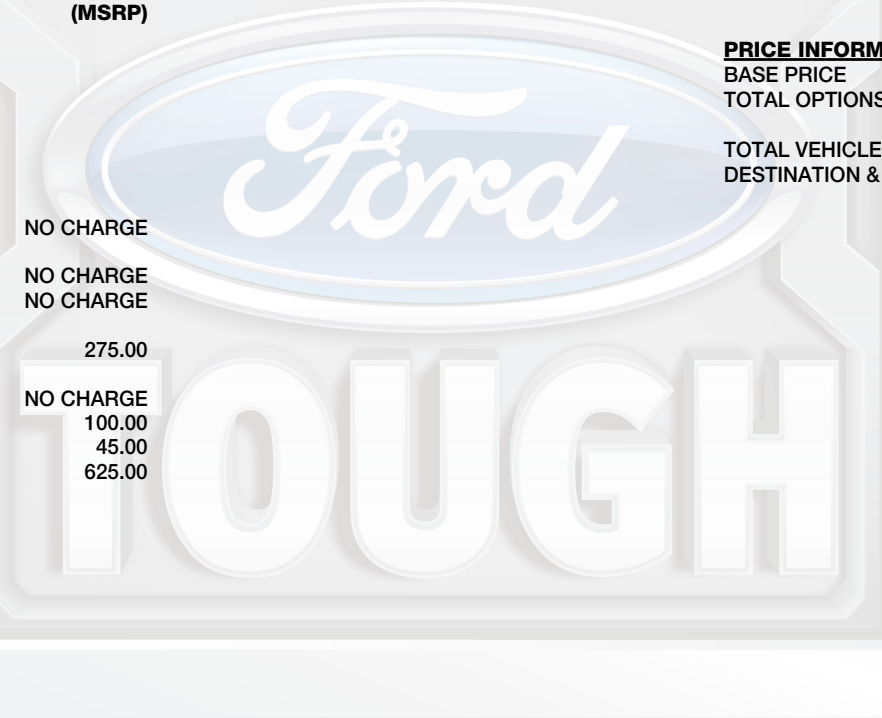 (MSRP)
NO CHARGE
NO CHARGE
NO CHARGE
275.00
NO CHARGE
100.00
45.00
625.00
PRICE INFORM
BASE PRICE
TOTAL OPTIONS
TOTAL VEHICLE
DESTINATION &
Ford
TOUGH